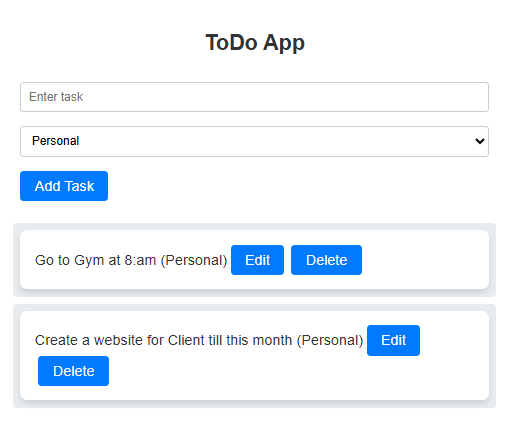 ToDo App
Enter task
Personal
Add Task
Go to Gym at 8:am (Personal) Edit Delete
Create a website for Client till this month (Personal) Edit
Delete